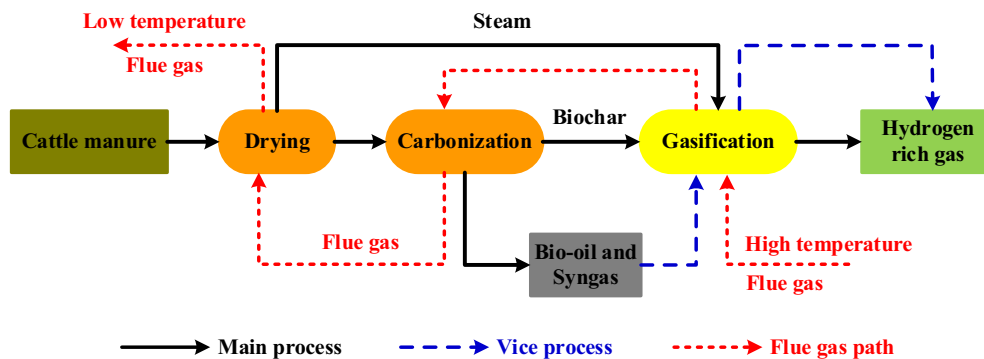 Low temperature
Flue gas
Steam
Cattle manure
Drying
Carbonization
Biochar
Gasification
Hydrogen
rich gas
Flue gas
Bio-oil and
Syngas
High temperature
Flue gas
Main process
Vice process
Flue gas path